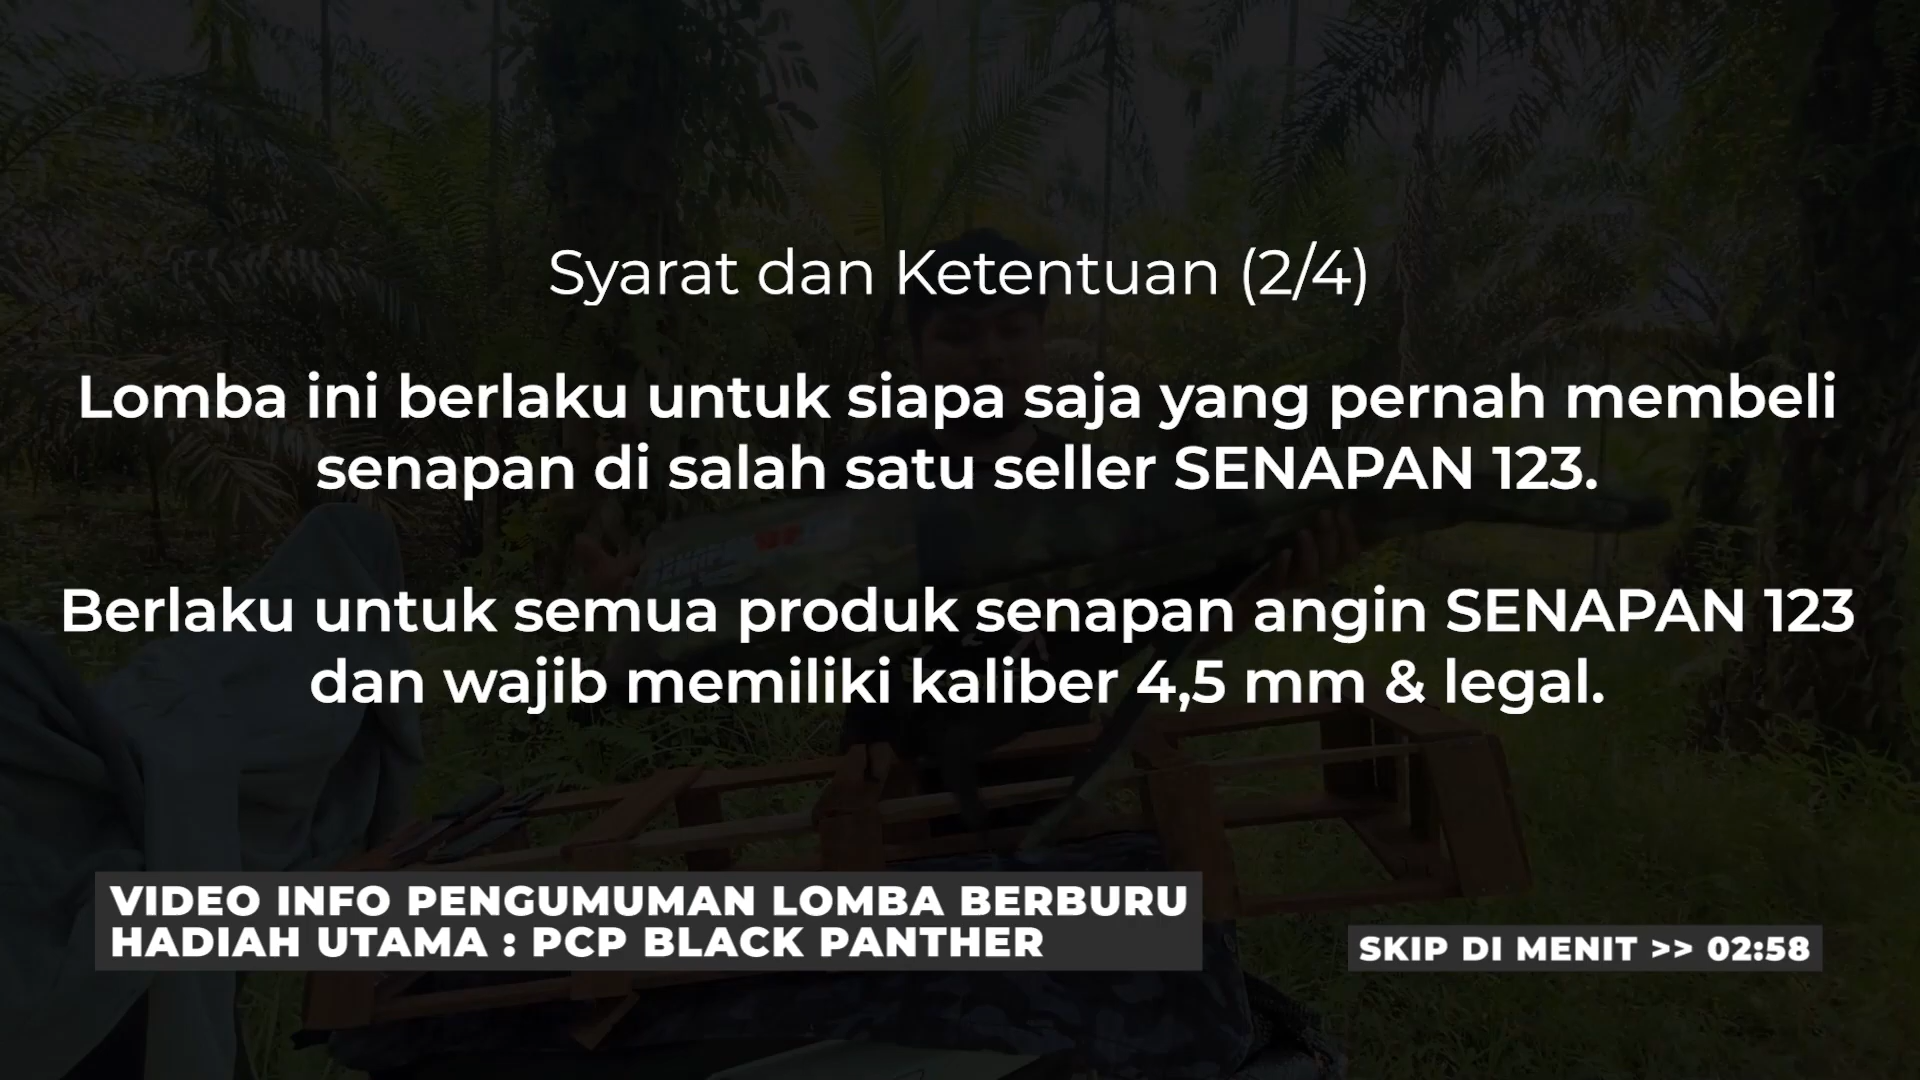 Syarat dan Ketentuan (2/4)
Lomba ini berlaku untuk siapa saja yang pernah membeli
senapan di salah satu seller SENAPAN 123.
Berlaku untuk semua produk senapan angin SENAPAN 123
dan wajib memiliki kaliber 4,5 mm & legal.
VIDEO INFO PENGUMUMAN LOMBA BERBURU
HADIAH UTAMA : PCP BLACK PANTHER
SKIP DI MENIT >> 02:58